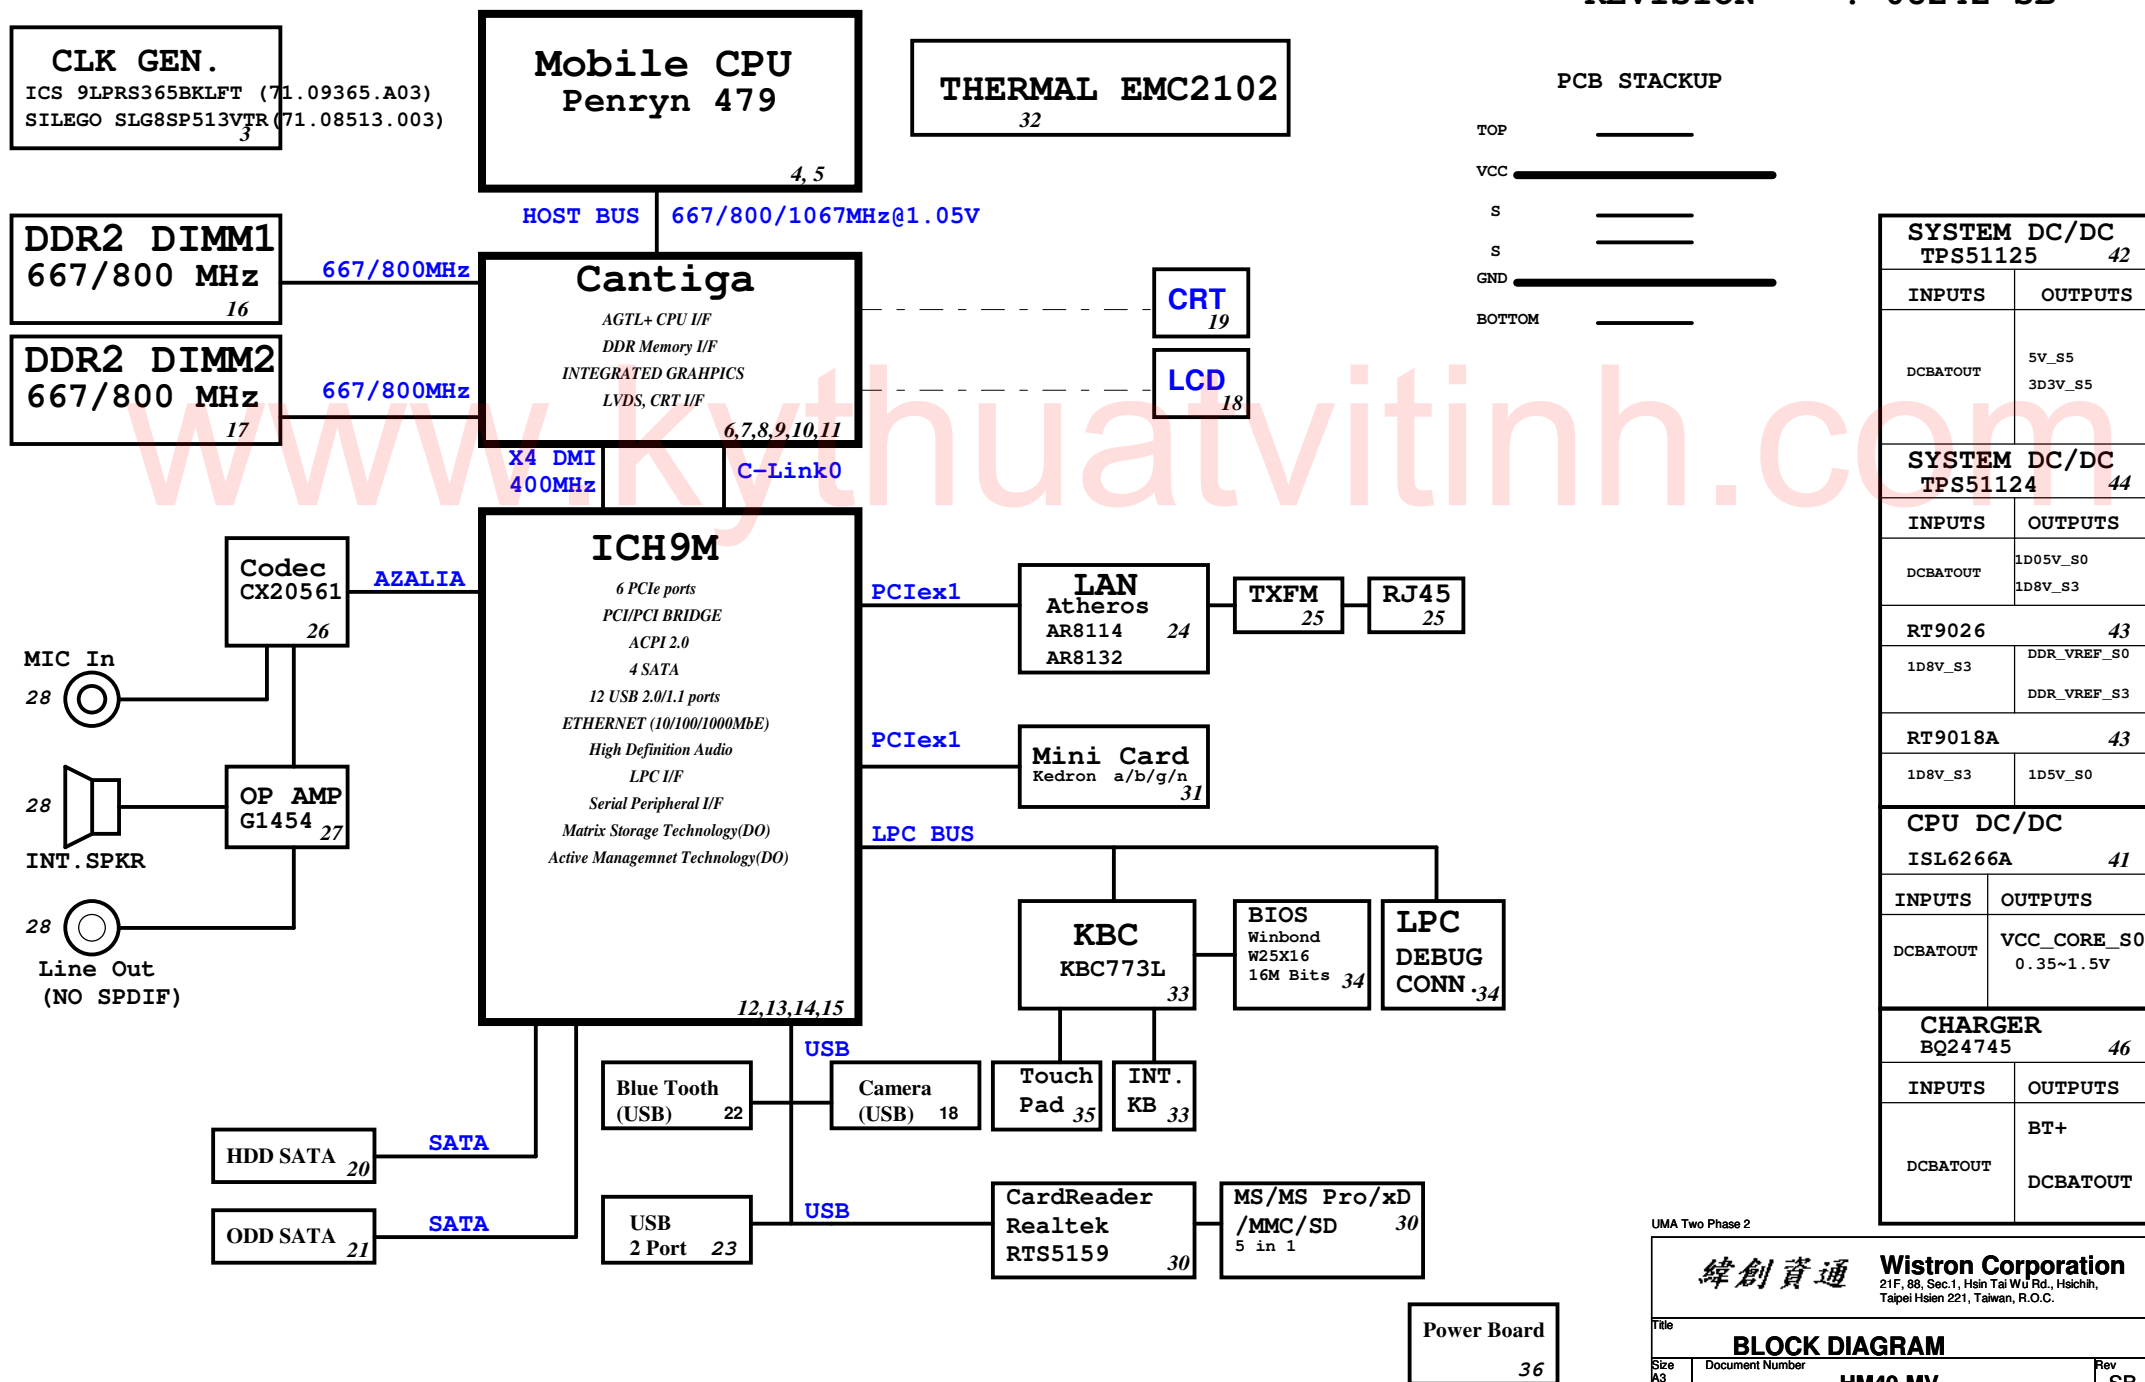 CLK GEN.
ICS 9LPRS365BKLFT (71.09365.A03)
SILEGO SLG8SP513VTR(71.08513.003)
3
Mobile CPU
Penryn 479
4, 5
THERMAL EMC2102
32
PCB STACKUP
TOP
VCC
S
S
GND
BOTTOM
HOST BUS
667/800/1067MHz@1.05V
DDR2 DIMM1
667/800 MHz
16
667/800MHz
DDR2 DIMM2
667/800 MHz
17
667/800MHz
Cantiga
AGTL+ CPU I/F
DDR Memory I/F
INTEGRATED GRAHPICS
LVDS, CRT I/F
6,7,8,9,10,11
CRT
19
LCD
18
X4 DMI
400MHz
C-Link0
www.kythuatvitinh.com
ICH9M
6 PCIe ports
PCI/PCI BRIDGE
ACPI 2.0
4 SATA
12 USB 2.0/1.1 ports
ETHERNET (10/100/1000MbE)
High Definition Audio
LPC I/F
Serial Peripheral I/F
Matrix Storage Technology(DO)
Active Managemnet Technology(DO)
12,13,14,15
Codec
CX20561
26
AZALIA
MIC In
28
28
INT.SPKR
OP AMP
G1454
27
28
Line Out
(NO SPDIF)
PCIex1
LAN
Atheros
AR8114
24
AR8132
TXFM
25
RJ45
25
PCIex1
Mini Card
Kedron a/b/g/n
31
LPC BUS
KBC
KBC773L
33
BIOS
Winbond
W25X16
16M Bits
34
LPC
DEBUG
CONN.
34
Touch
Pad
35
INT.
KB
33
USB
Blue Tooth
(USB)
22
Camera
(USB)
18
HDD SATA
20
SATA
ODD SATA
21
SATA
USB
2 Port
23
USB
CardReader
Realtek
RTS5159
30
MS/MS Pro/xD
/MMC/SD
30
5 in 1
Power Board
36
SYSTEM DC/DC
TPS51125
42
INPUTS
OUTPUTS
DCBATOUT
5V_S5
3D3V_S5
SYSTEM DC/DC
TPS51124
44
INPUTS
OUTPUTS
DCBATOUT
1D05V_S0
1D8V_S3
RT9026
43
1D8V_S3
DDR_VREF_S0
DDR_VREF_S3
RT9018A
43
1D8V_S3
1D5V_S0
CPU DC/DC
ISL6266A
41
INPUTS
OUTPUTS
DCBATOUT
VCC_CORE_S0
0.35~1.5V
CHARGER
BQ24745
46
INPUTS
OUTPUTS
DCBATOUT
BT+
DCBATOUT
UMA Two Phase 2
緯創資通
Wistron Corporation
21F, 88, Sec.1, Hsin Tai Wu Rd., Hsichih,
Taipei Hsien 221, Taiwan, R.O.C.
Title
BLOCK DIAGRAM
Size
A3
Document Number
Rev